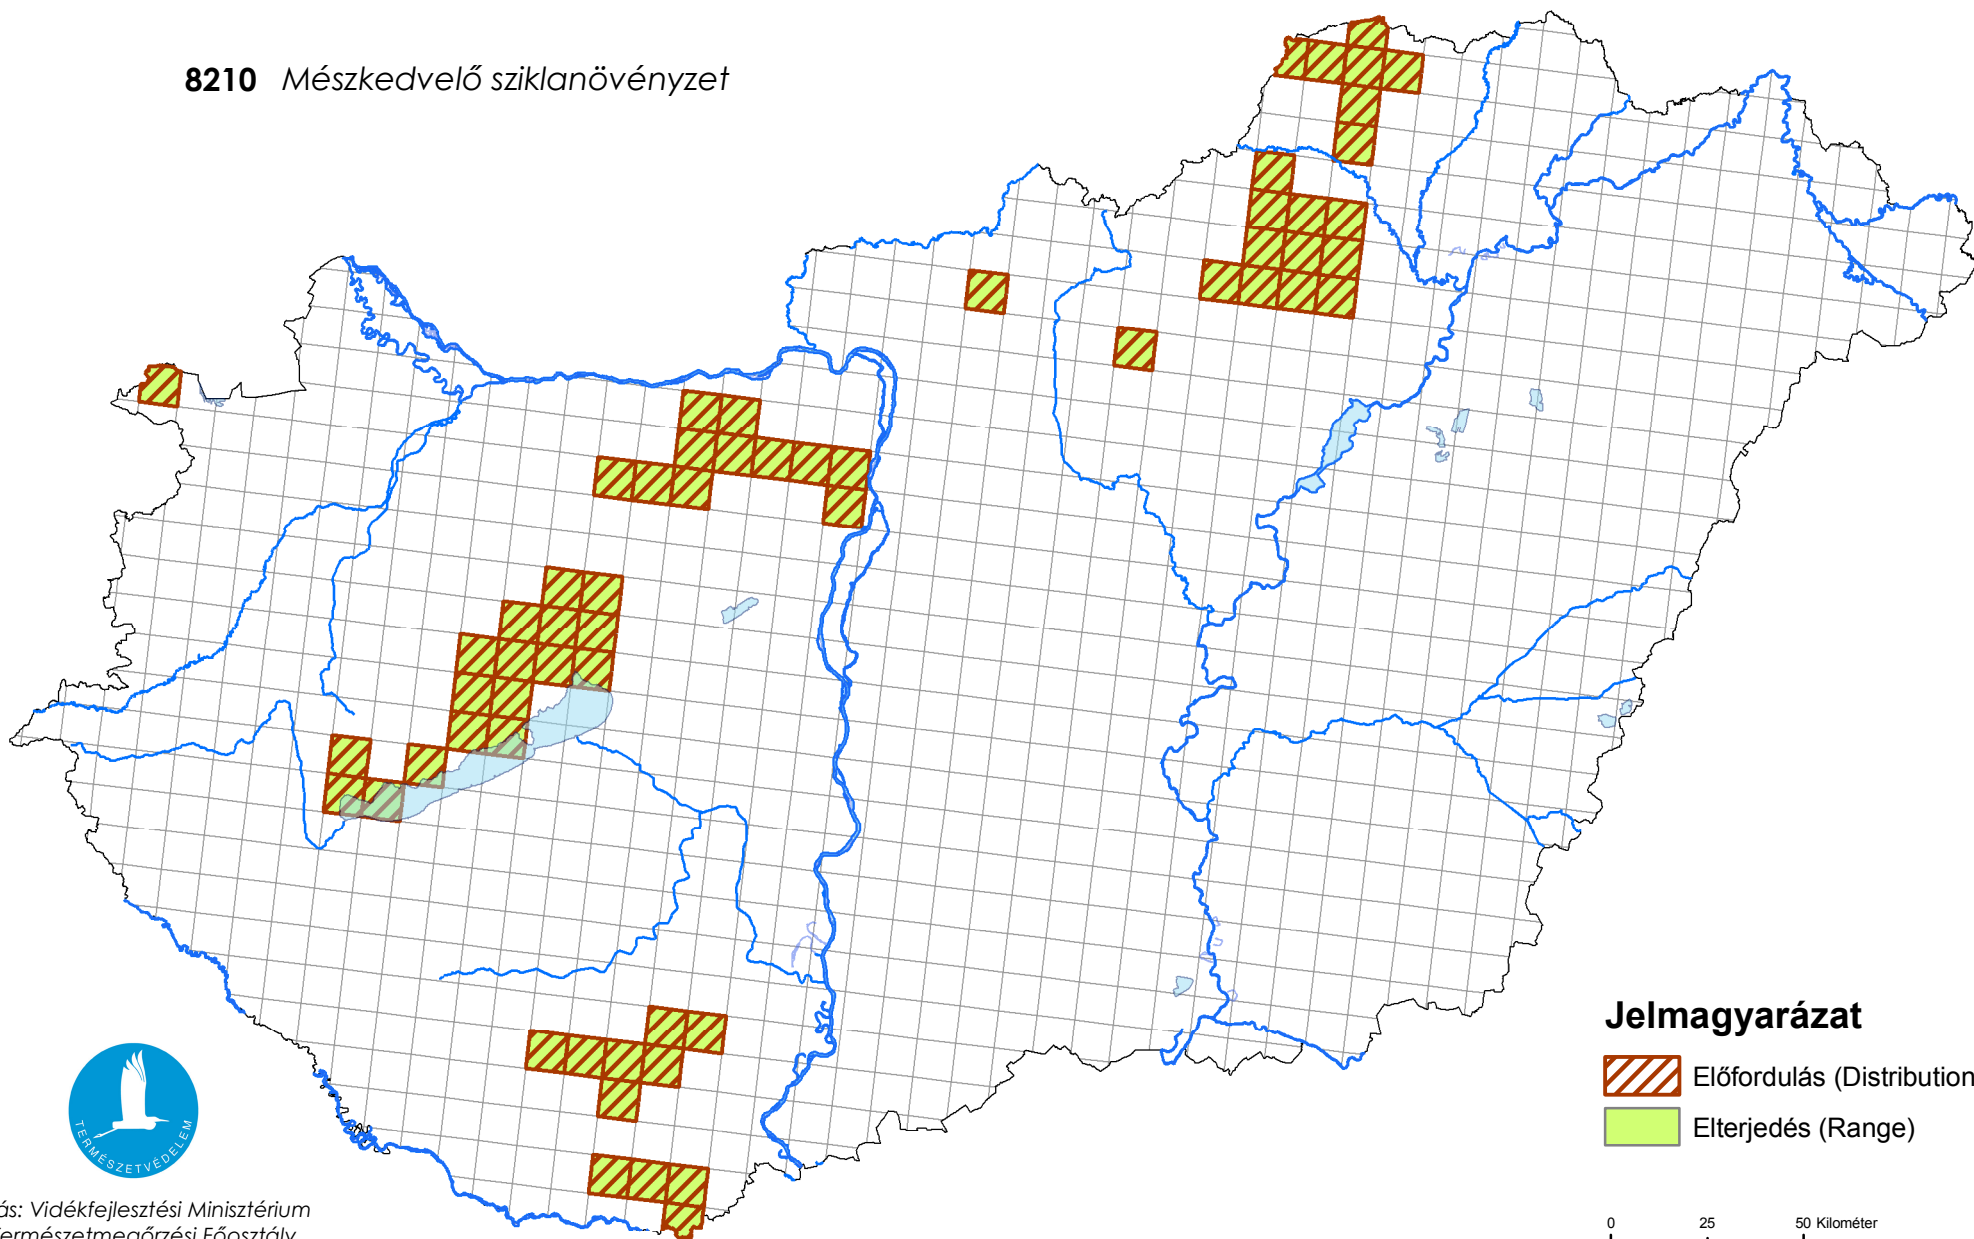 8210 Mészkedvelő sziklanövényzet
Jelmagyarázat
Előfordulás (Distribution
Elterjedés (Range)
TERMÉSZETVÉDELEM
ás: Vidékfejlesztési Minisztérium
Természetmegőrzési Főosztály
0 25 50 Kilométer